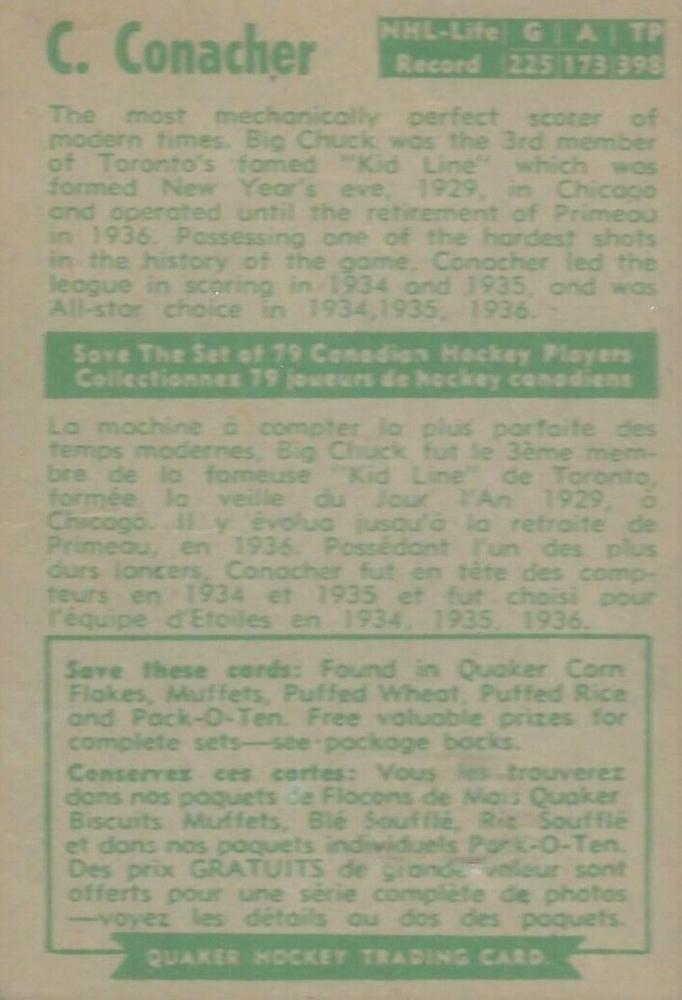 C. Conacher
NHL-Life G A TP
Record 225 173 398
The most mechanically perfect scorer of
modern times. Big Chuck was the 3rd member
of Toronto's famed "Kid Line" which was
formed New Year's eve, 1929, in Chicago
and operated until the retirement of Primeau
in 1936. Possessing one of the hardest shots
in the history of the game, Conacher led the
league in scoring in 1934 and 1935, and was
All-star choice in 1934,1935, 1936.
Save The Set of 79 Canadian Hockey Players
Collectionnez 79 joueurs de hockey canadiens
La machine à compter la plus parfaite des
temps modernes, Big Chuck fut le 3ème mem-
bre de la fameuse "Kid Line" de Toronto,
formée la veille du Jour l'An 1929, à
Chicago. Il y évolua jusqu'à la retraite de
Primeau, en 1936. Possédant l'un des plus
durs lancers, Conacher fut en tête des comp-
teurs en 1934 et 1935 et fut choisi pour
l'équipe d'Etoiles en 1934, 1935, 1936.
Save these cards: Found in Quaker Corn
Flakes, Muffets, Puffed Wheat, Puffed Rice
and Pack-O-Ten. Free valuable prizes for
complete sets—see package backs.
Conservez ces cartes: Vous les trouverez
dans nos paquets de Flocons de Maïs Quaker
Biscuits Muffets, Blé Soufflé, Riz Soufflé
et dans nos paquets individuels Pack-O-Ten.
Des prix GRATUITS de grande valeur sont
offerts pour une série complète de photos
—voyez les détails au dos des paquets.
QUAKER HOCKEY TRADING CARD.